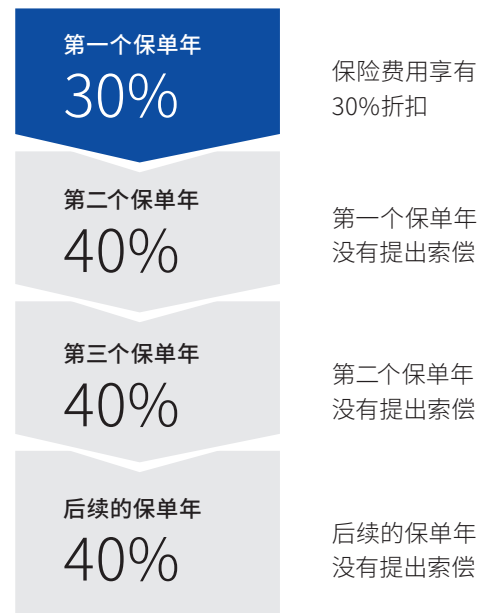 第一个保单年
30%
保险费用享有
30%折扣
第二个保单年
40%
第一个保单年
没有提出索偿
第三个保单年
40%
第二个保单年
没有提出索偿
后续的保单年
40%
后续的保单年
没有提出索偿